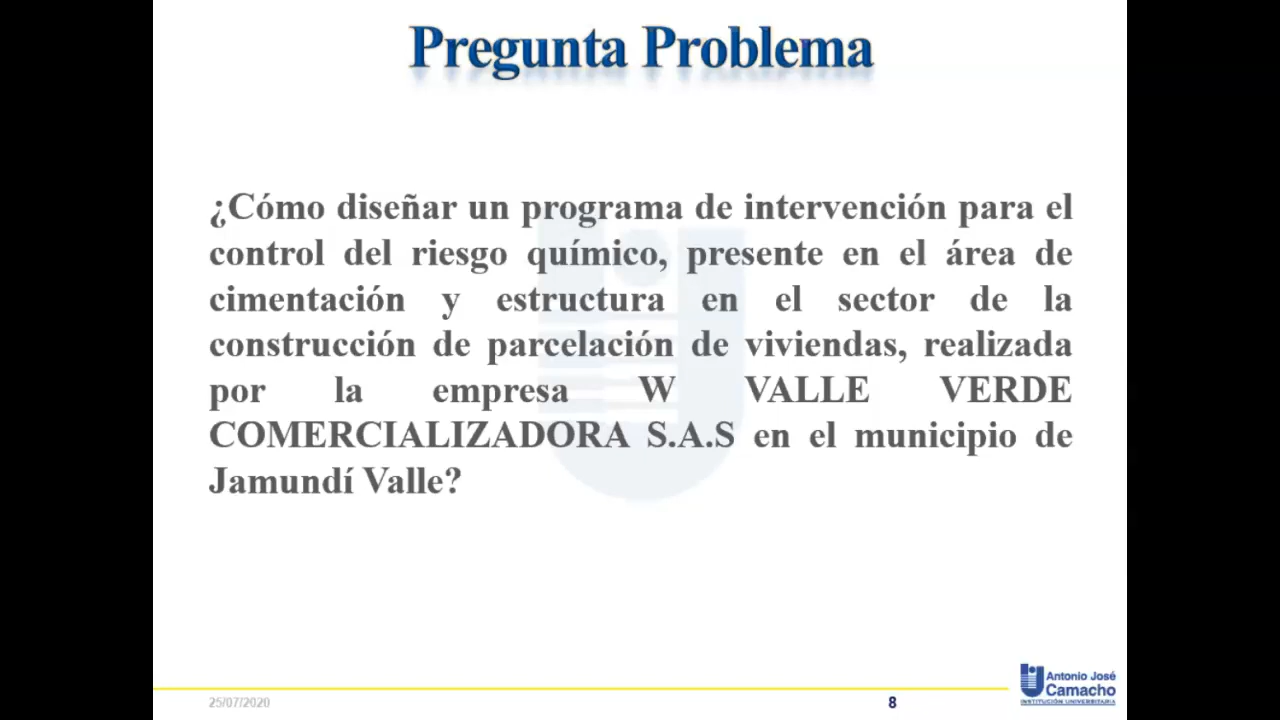 Pregunta Problema
¿Cómo diseñar un programa de intervención para el
control del riesgo químico, presente en el área de
cimentación y estructura en el sector de la
construcción de parcelación de viviendas, realizada
por la empresa W VALLE VERDE
COMERCIALIZADORA S.A.S en el municipio de
Jamundí Valle?
25/07/2020
8
Antonio José
Camacho
INSTITUCIÓN UNIVERSITARIA